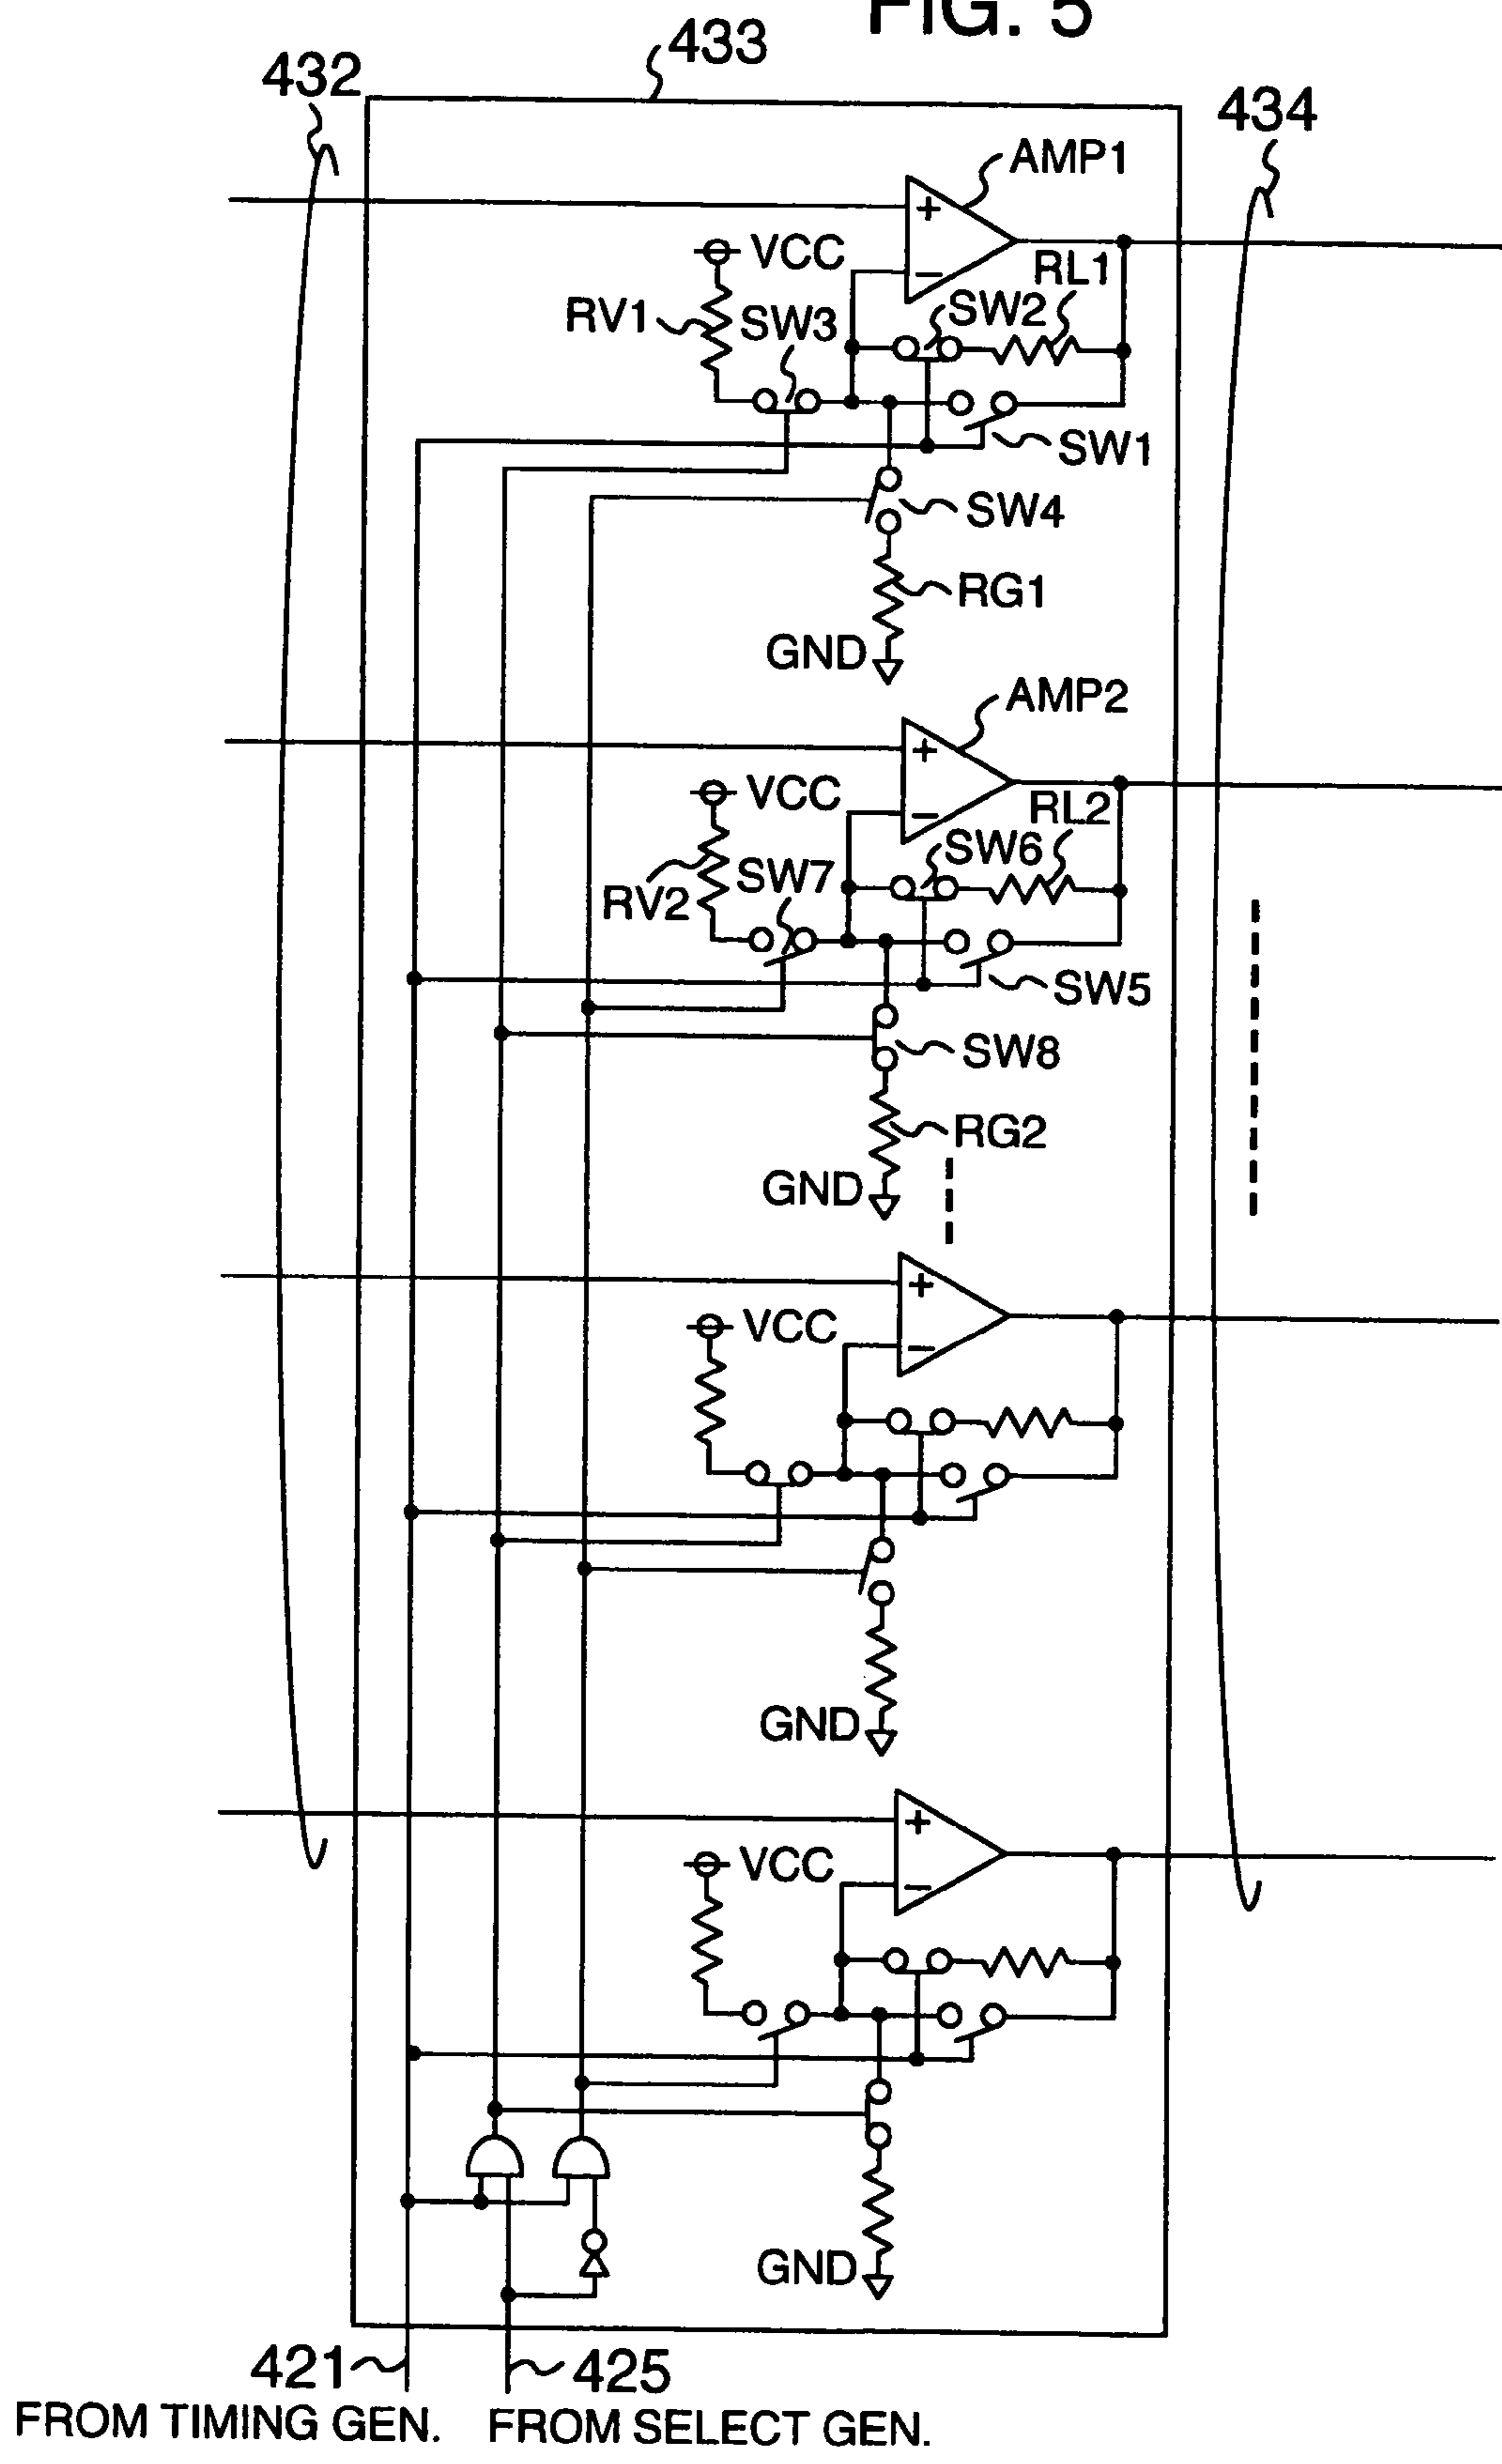 FIG. 5
433
432
434
AMP1
+
VCC
−
RL1
RV1
SW3
SW2
SW1
SW4
RG1
GND
AMP2
+
VCC
−
RL2
SW6
SW7
RV2
SW5
SW8
RG2
GND
+
VCC
−
GND
+
VCC
−
GND
421
425
FROM TIMING GEN.
FROM SELECT GEN.